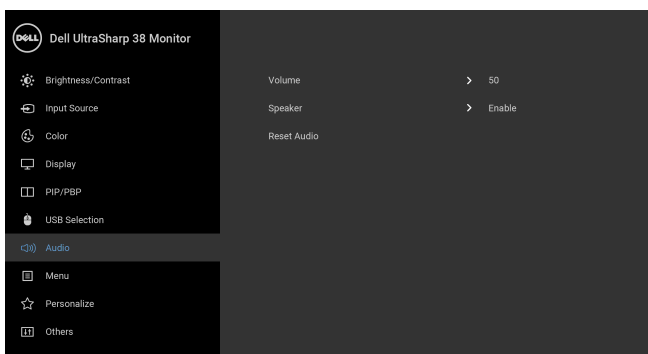 DELL Dell UltraSharp 38 Monitor
Brightness/Contrast
Input Source
Color
Display
PIP/PBP
USB Selection
Audio
Menu
Personalize
Others
Volume > 50
Speaker > Enable
Reset Audio